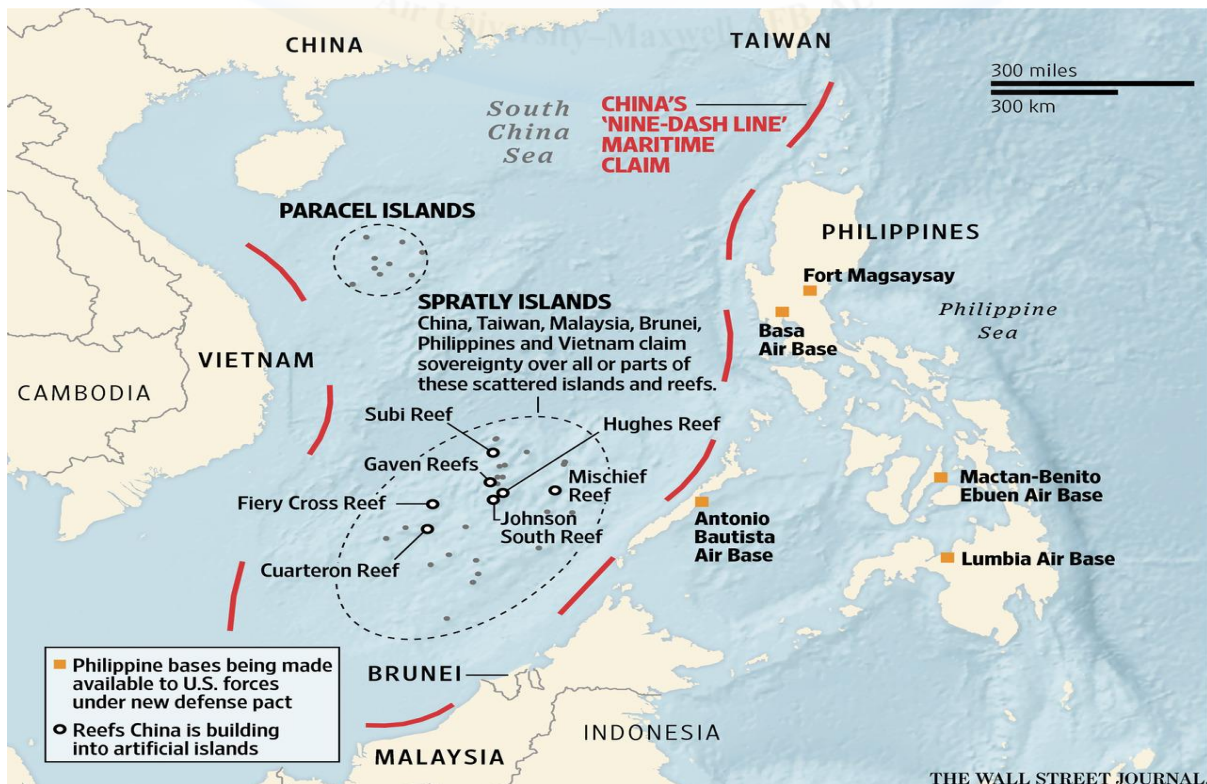 Air University–Maxwell AFB, AL
CHINA
TAIWAN
300 miles
300 km
South
China
Sea
CHINA'S
'NINE-DASH LINE'
MARITIME
CLAIM
PARACEL ISLANDS
PHILIPPINES
Fort Magsaysay
Philippine
Sea
Basa
Air Base
SPRATLY ISLANDS
China, Taiwan, Malaysia, Brunei,
Philippines and Vietnam claim
sovereignty over all or parts of
these scattered islands and reefs.
VIETNAM
CAMBODIA
Subi Reef
Hughes Reef
Gaven Reefs
Mischief
Reef
Fiery Cross Reef
Johnson
South Reef
Cuarteron Reef
Antonio
Bautista
Air Base
Mactan-Benito
Ebuen Air Base
Lumbia Air Base
Philippine bases being made
available to U.S. forces
under new defense pact
Reefs China is building
into artificial islands
BRUNEI
MALAYSIA
INDONESIA
THE WALL STREET JOURNAL.